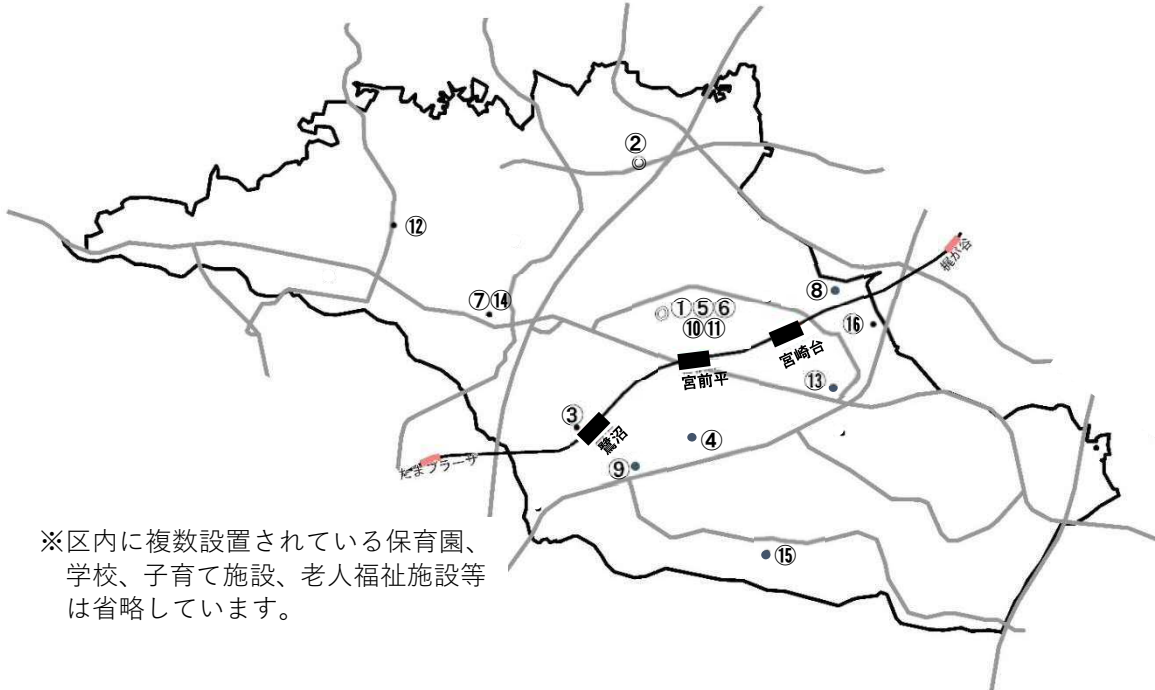 ②
⑫
梶が谷
⑧
⑦⑭
①⑤⑥
⑩⑪
⑯
宮崎台
宮前平
⑬
③
鷺沼
④
たまプラーザ
⑨
※区内に複数設置されている保育園、
学校、子育て施設、老人福祉施設等
は省略しています。
⑮